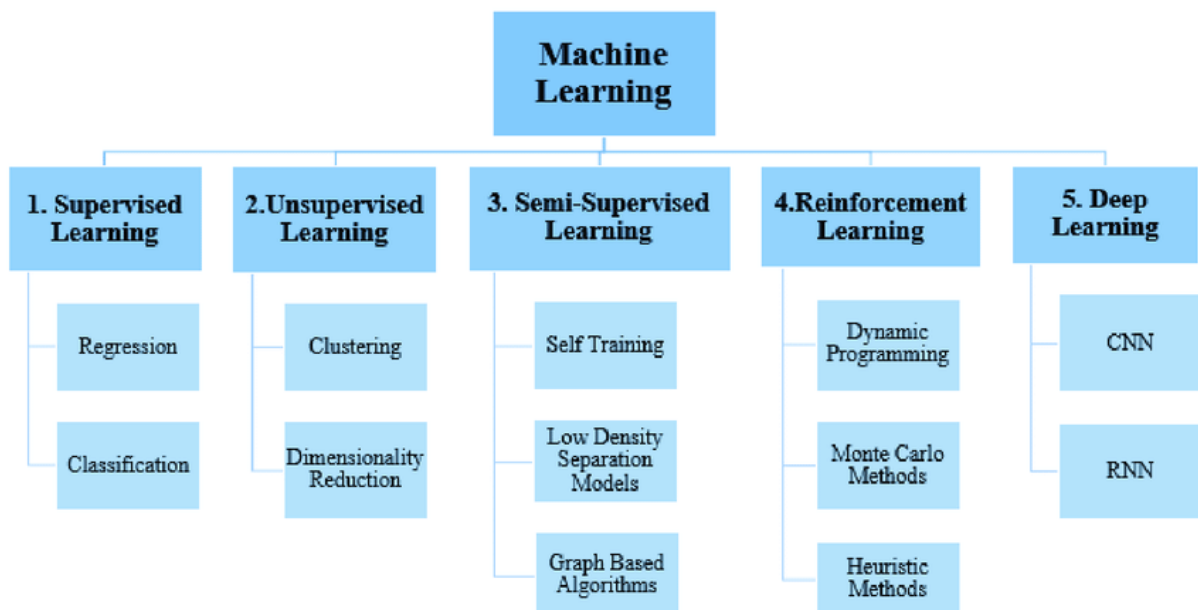 Machine
Learning
1. Supervised
Learning
2.Unsupervised
Learning
3. Semi-Supervised
Learning
4.Reinforcement
Learning
5. Deep
Learning
Regression
Classification
Clustering
Dimensionality
Reduction
Self Training
Low Density
Separation
Models
Graph Based
Algorithms
Dynamic
Programming
Monte Carlo
Methods
Heuristic
Methods
CNN
RNN